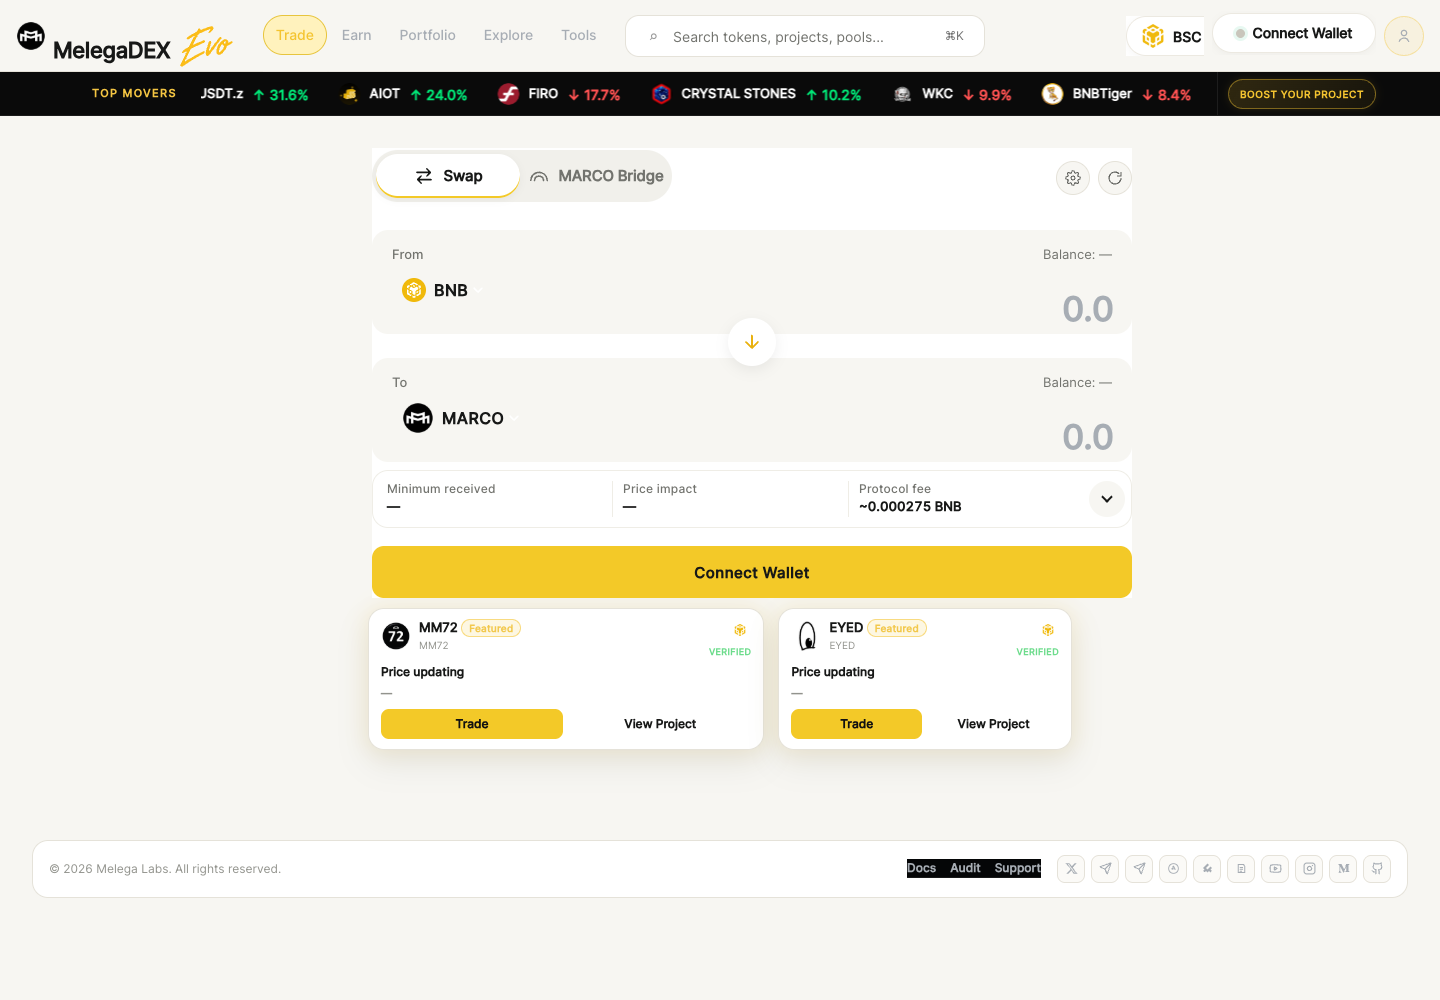 MelegaDEX Evo
Trade
Earn
Portfolio
Explore
Tools
Search tokens, projects, pools...
⌘K
BSC
Connect Wallet
TOP MOVERS
JSDT.z ↑ 31.6%
AIOT ↑ 24.0%
FIRO ↓ 17.7%
CRYSTAL STONES ↑ 10.2%
WKC ↓ 9.9%
BNBTiger ↓ 8.4%
BOOST YOUR PROJECT
Swap
MARCO Bridge
From
Balance: —
BNB
0.0
To
Balance: —
MARCO
0.0
Minimum received
—
Price impact
—
Protocol fee
~0.000275 BNB
Connect Wallet
72
MM72
Featured
MM72
VERIFIED
Price updating
—
Trade
View Project
EYED
Featured
EYED
VERIFIED
Price updating
—
Trade
View Project
© 2026 Melega Labs. All rights reserved.
Docs
Audit
Support